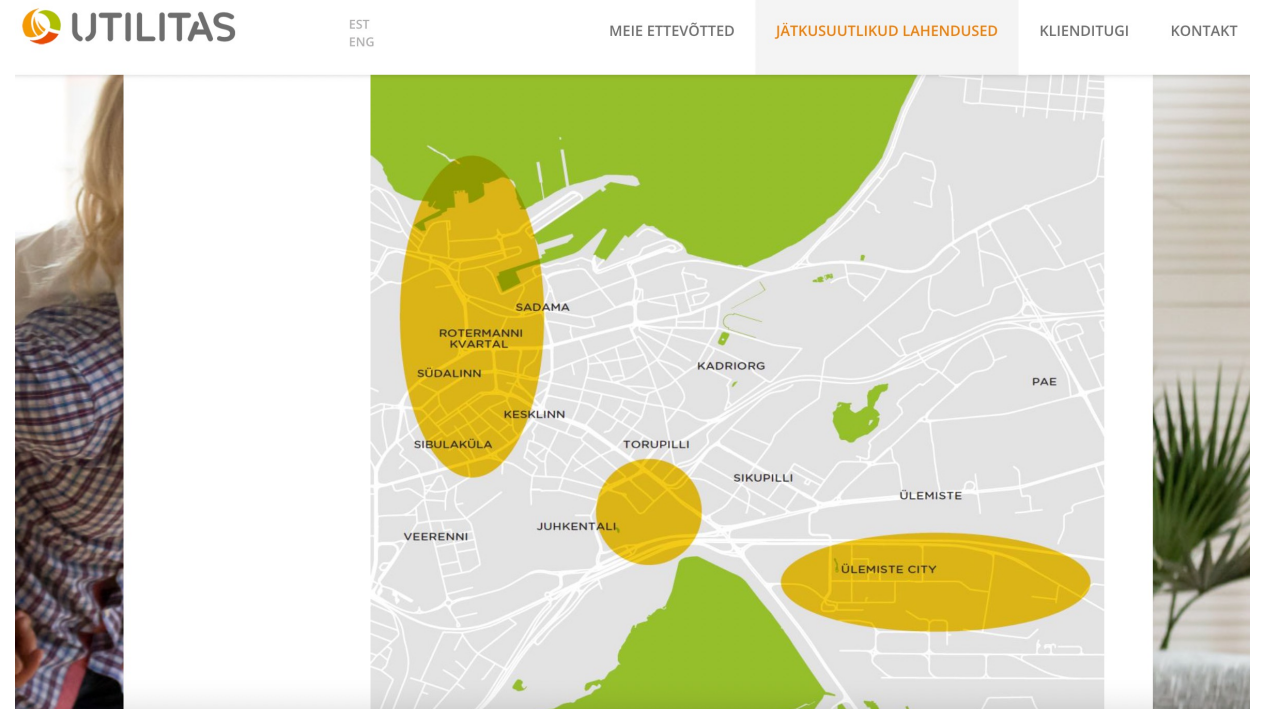 UTILITAS
EST
ENG
MEIE ETTEVÕTTED
JÄTKUSUUTLIKUD LAHENDUSED
KLIENDITUGI
KONTAKT
SADAMA
ROTERMANNI
KVARTAL
SÜDALINN
KADRIORG
PAE
KESKLINN
SIBULAKÜLA
TORUPILLI
SIKUPILLI
ÜLEMISTE
JUHKENTALI
VEERENNI
ÜLEMISTE CITY